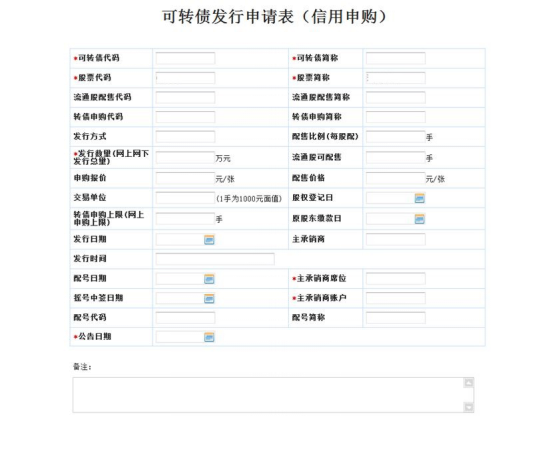 可转债发行申请表（信用申购）
*可转债代码 *可转债简称
*股票代码 *股票简称
流通股配售代码 流通股配售简称
转债申购代码 转债申购简称
发行方式 配售比例(每股配) 手
*发行数量(网上网下
发行总量) 万元 流通股可配售 手
申购报价 元/张 配售价格 元/张
交易单位 (1手为1000元面值) 股权登记日
转债申购上限(网上
申购上限) 手 原股东缴款日
发行日期 主承销商
发行时间
配号日期 *主承销商席位
摇号中签日期 *主承销商账户
配号代码 配号简称
*公告日期
备注：